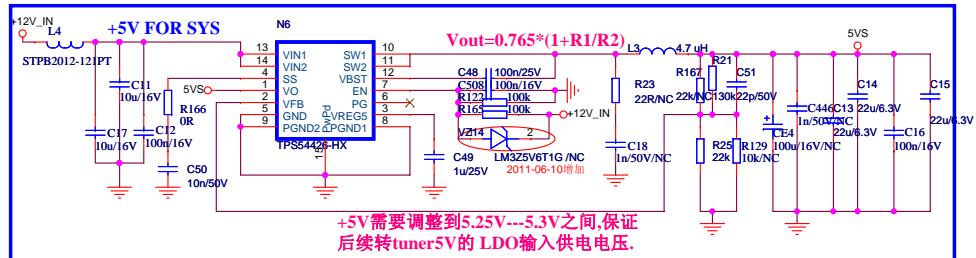 +12V_IN
L4
STPB2012-121PT
+5V FOR SYS
C11
10u/16V
C17
10u/16V
C12
100n/16V
5VS
R166
0R
C50
10n/50V
N6
13 VIN1 SW1 10
14 VIN2 SW2 11
4 SS VBST 12
1 VO EN 7
2 VFB PG 6
5 GND VREG5 3
9 PGND2 PGND1 8
PwPd
15
TPS54426-HX
C49
1u/25V
Vout=0.765*(1+R1/R2)
C48 100n/25V
C508 100n/16V
R122 100k
R165 100k
+12V_IN
VZ14
1
2
LM3Z5V6T1G /NC
2011-06-10增加
R23
22R/NC
C18
1n/50V/NC
L3
4.7 uH
R167
22k/NC
R21
130k
C51
22p/50V
R25
22k
R129
10k/NC
5VS
CE4
100u/16V/NC
C446
1n/50V/NC
C13
22u/6.3V
C14
22u/6.3V
C16
100n/16V
C15
22u/6.3V
+5V需要调整到5.25V---5.3V之间,保证
后续转tuner5V的 LDO输入供电电压.